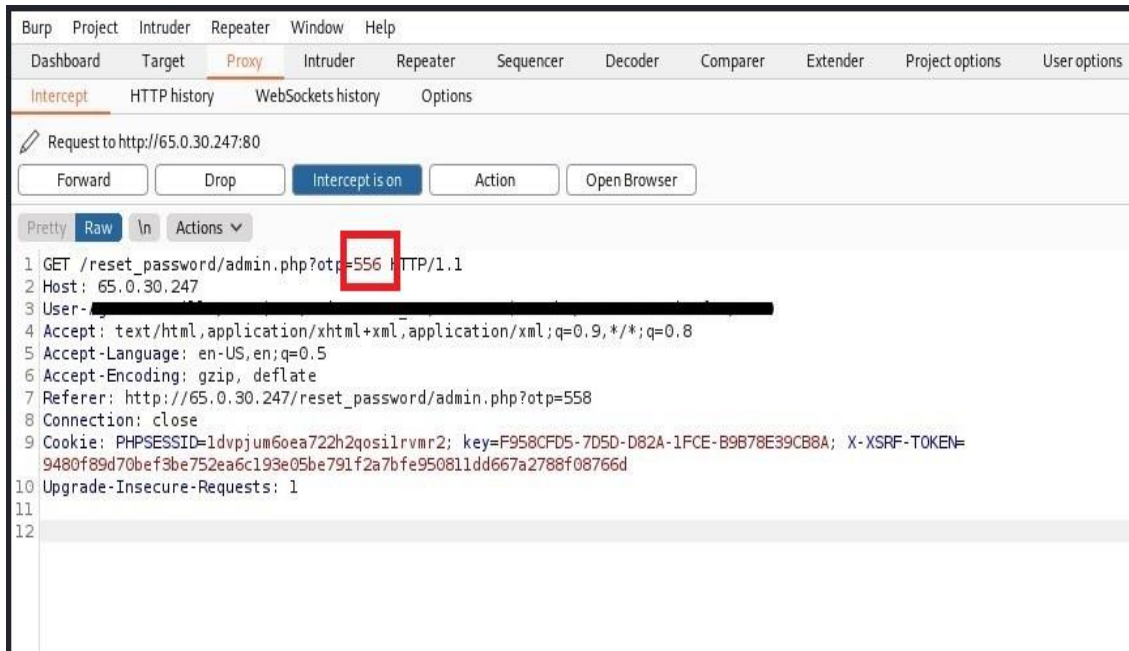 Burp Project Intruder Repeater Window Help
Dashboard Target Proxy Intruder Repeater Sequencer Decoder Comparer Extender Project options User options
Intercept HTTP history WebSockets history Options
Request to http://65.0.30.247:80
Forward Drop Intercept is on Action Open Browser
Pretty Raw \n Actions
1 GET /reset_password/admin.php?otp=556 HTTP/1.1
2 Host: 65.0.30.247
3 User-
4 Accept: text/html,application/xhtml+xml,application/xml;q=0.9,*/*;q=0.8
5 Accept-Language: en-US,en;q=0.5
6 Accept-Encoding: gzip, deflate
7 Referer: http://65.0.30.247/reset_password/admin.php?otp=558
8 Connection: close
9 Cookie: PHPSESSID=1dvpjum6oea722h2qosi1rvmr2; key=F958CFD5-7D5D-D82A-1FCE-B9B78E39CB8A; X-XSRF-TOKEN=
9480f89d70bef3be752ea6c193e05be791f2a7bfe950811dd667a2788f08766d
10 Upgrade-Insecure-Requests: 1
11
12